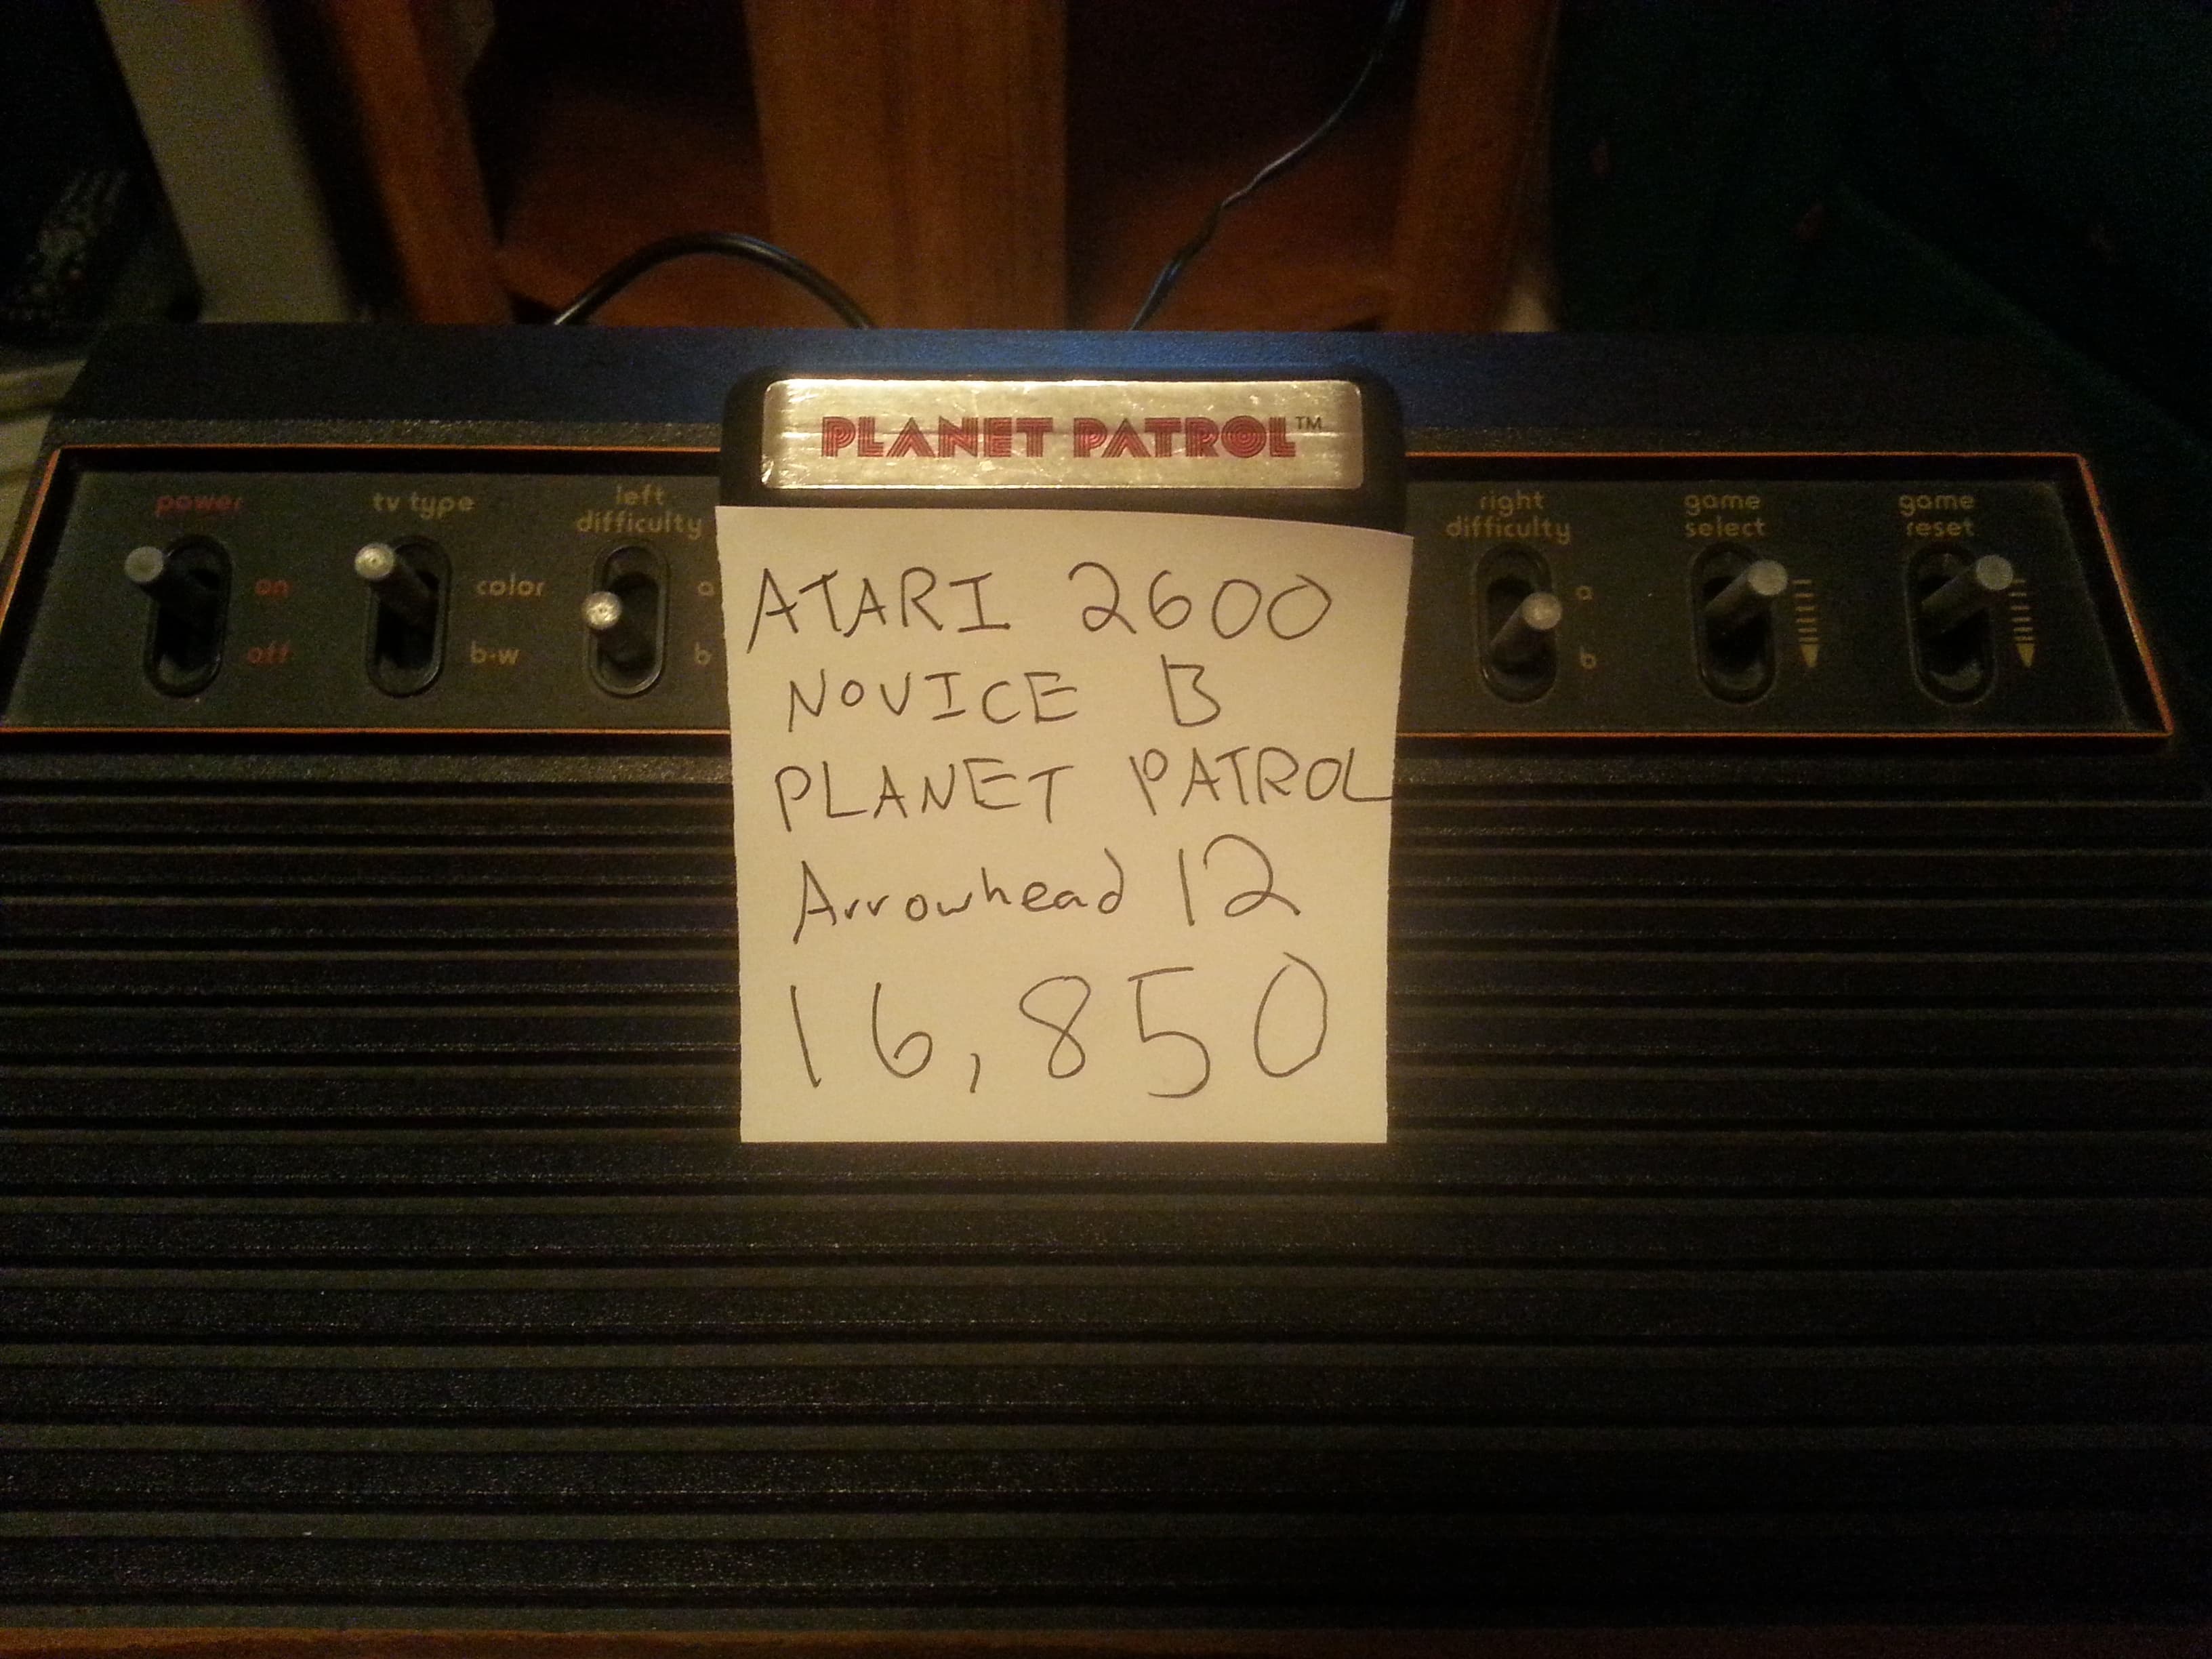 PLANET PATROL™
power
on
off
tv type
color
b·w
left
difficulty
a
b
right
difficulty
a
b
game
select
game
reset
ATARI 2600
NOVICE B
PLANET PATROL
Arrowhead 12
16,850